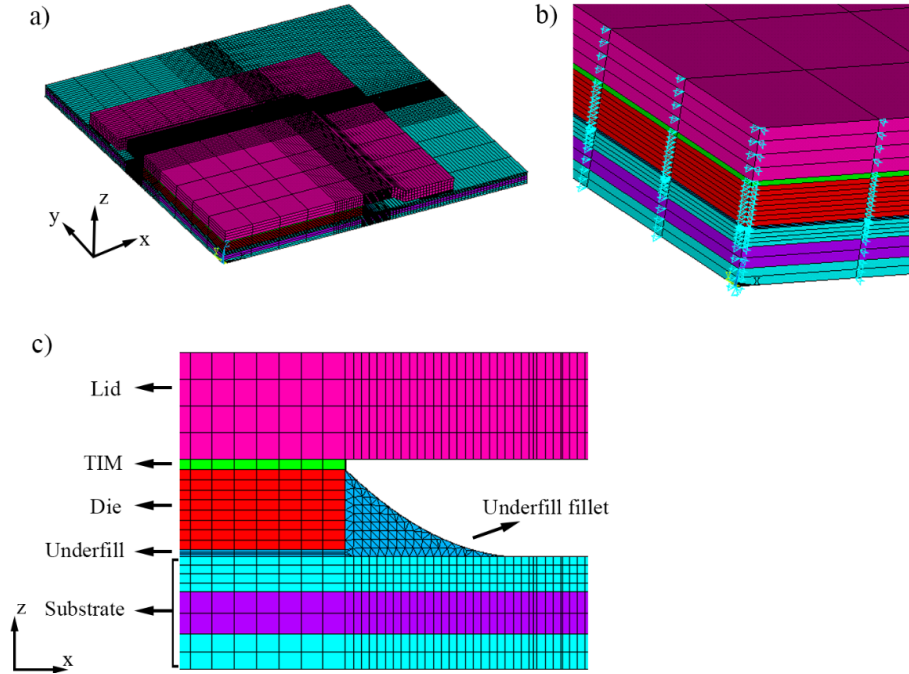 a)
b)
z
y
x
x
c)
Lid
TIM
Die
Underfill fillet
Underfill
Substrate
z
x